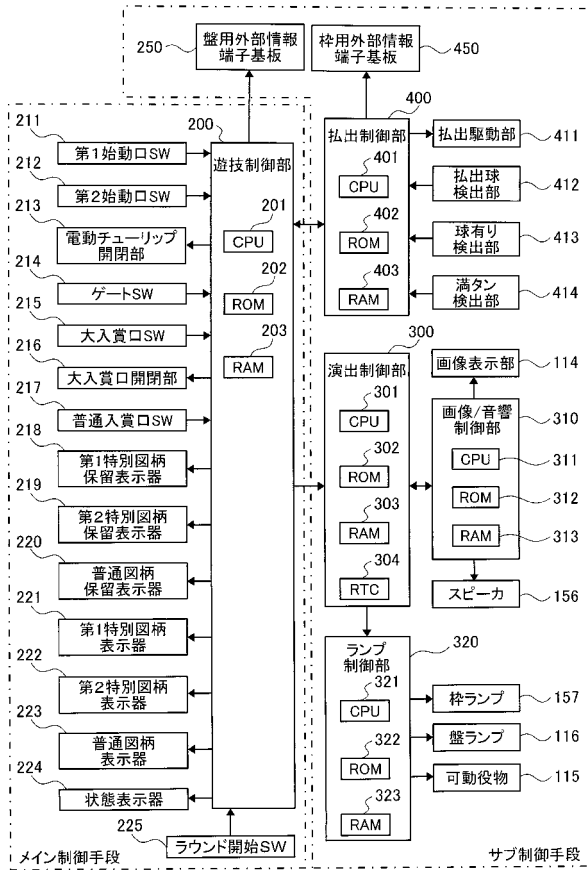 250
盤用外部情報
端子基板
枠用外部情報
端子基板
450
211
第1始動口SW
212
第2始動口SW
213
電動チューリップ
開閉部
214
ゲートSW
215
大入賞口SW
216
大入賞口開閉部
217
普通入賞口SW
218
第1特別図柄
保留表示器
219
第2特別図柄
保留表示器
220
普通図柄
保留表示器
221
第1特別図柄
表示器
222
第2特別図柄
表示器
223
普通図柄
表示器
224
状態表示器
225
ラウンド開始SW
メイン制御手段
200
遊技制御部
201
CPU
202
ROM
203
RAM
400
払出制御部
401
CPU
402
ROM
403
RAM
払出駆動部
411
払出球
検出部
412
球有り
検出部
413
満タン
検出部
414
300
演出制御部
301
CPU
302
ROM
303
RAM
304
RTC
画像表示部
114
画像/音響
制御部
310
CPU
311
ROM
312
RAM
313
スピーカ
156
ランプ
制御部
320
321
CPU
322
ROM
323
RAM
枠ランプ
157
盤ランプ
116
可動役物
115
サブ制御手段